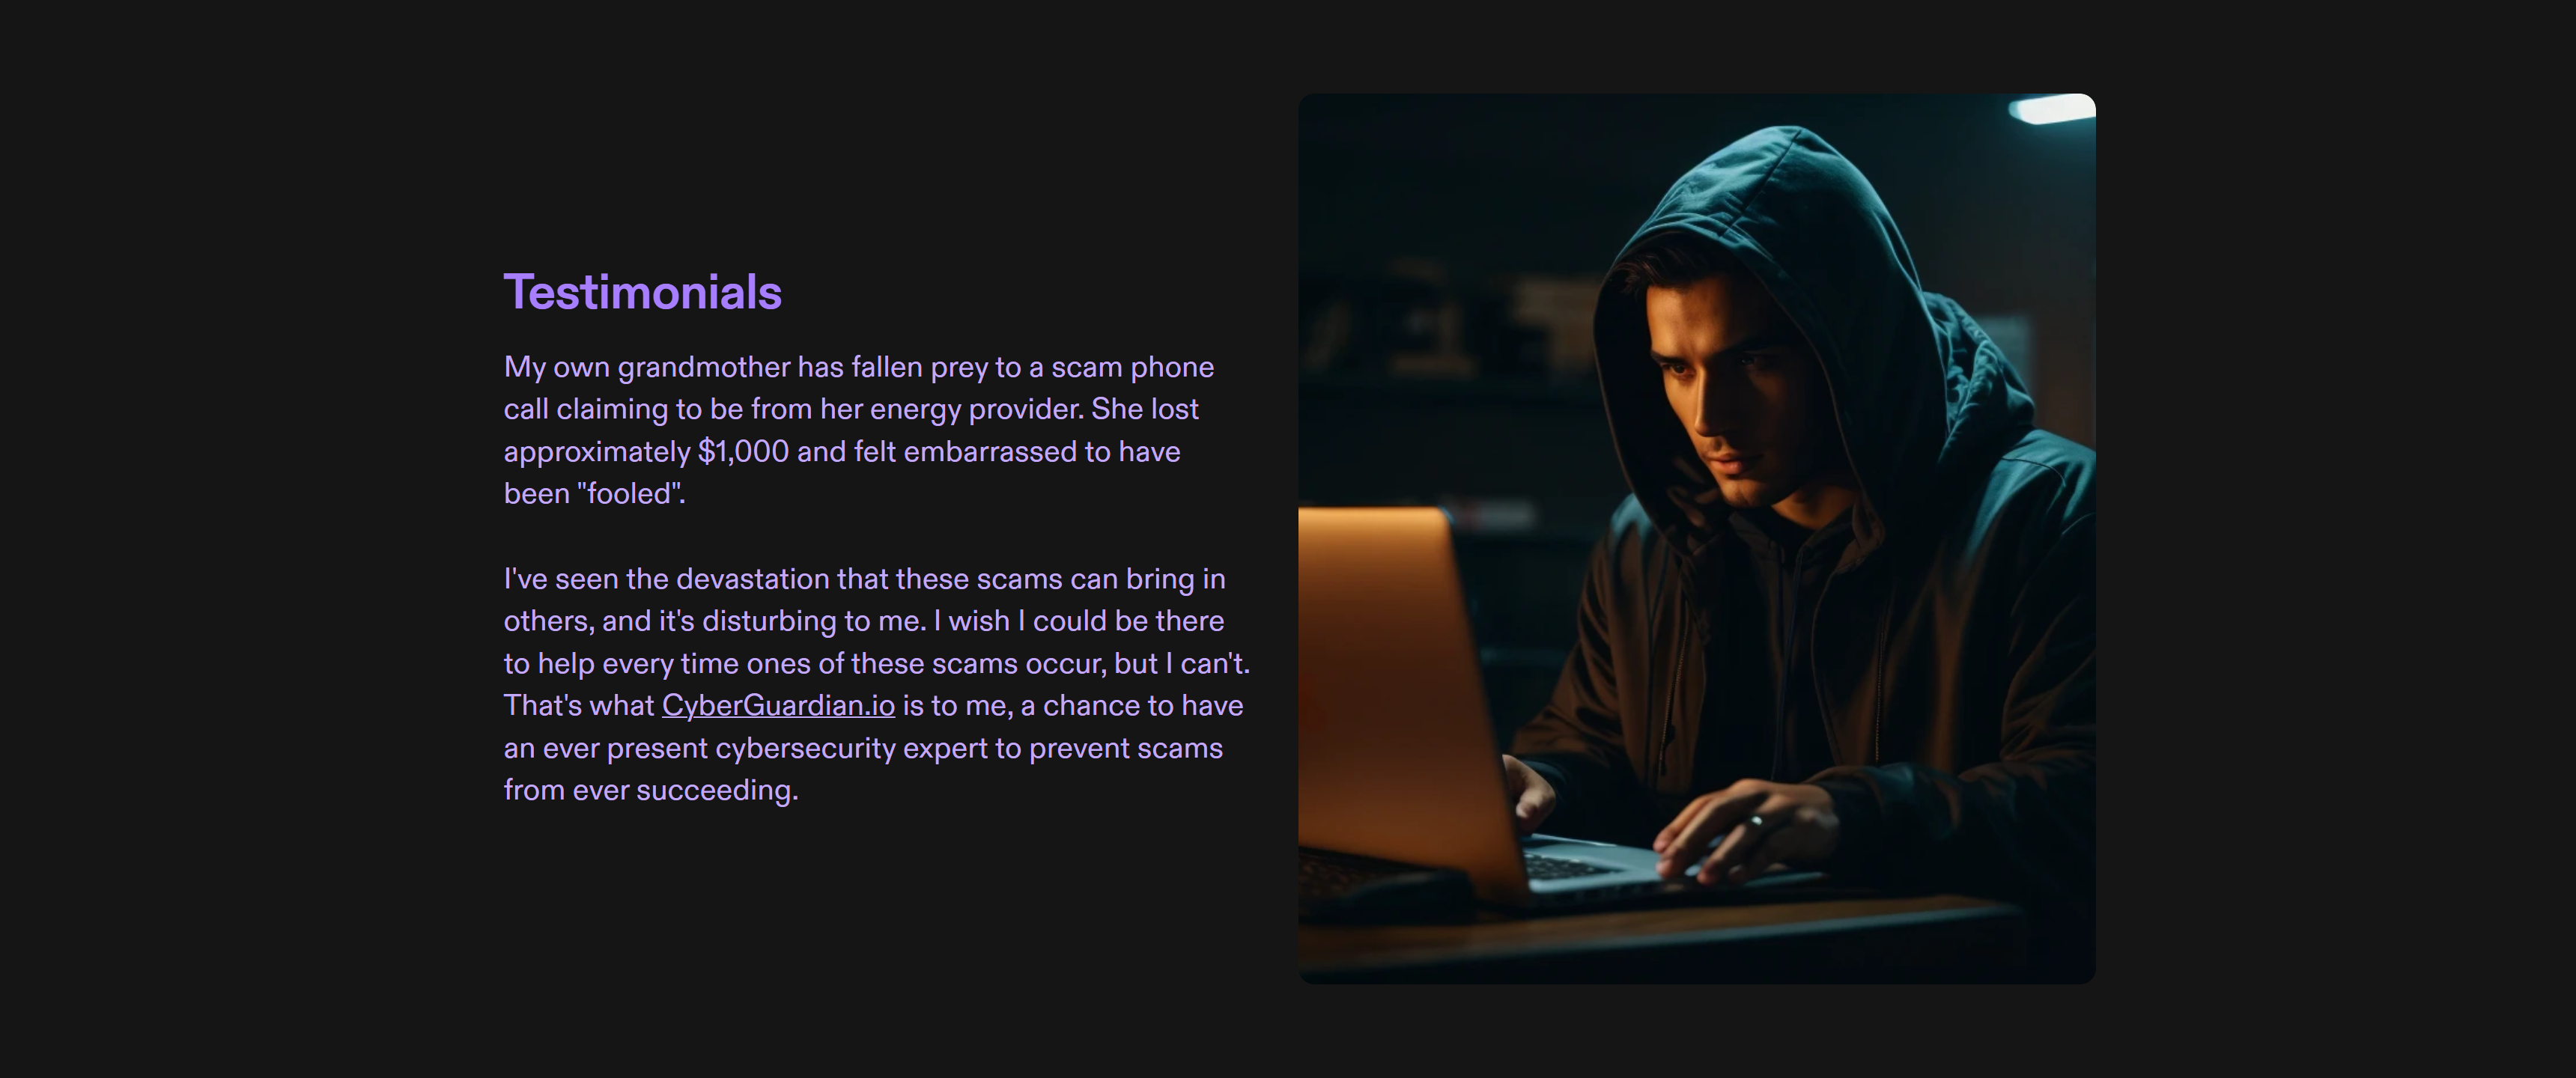 Testimonials
My own grandmother has fallen prey to a scam phone
call claiming to be from her energy provider. She lost
approximately $1,000 and felt embarrassed to have
been "fooled".
I've seen the devastation that these scams can bring in
others, and it's disturbing to me. I wish I could be there
to help every time ones of these scams occur, but I can't.
That's what CyberGuardian.io is to me, a chance to have
an ever present cybersecurity expert to prevent scams
from ever succeeding.